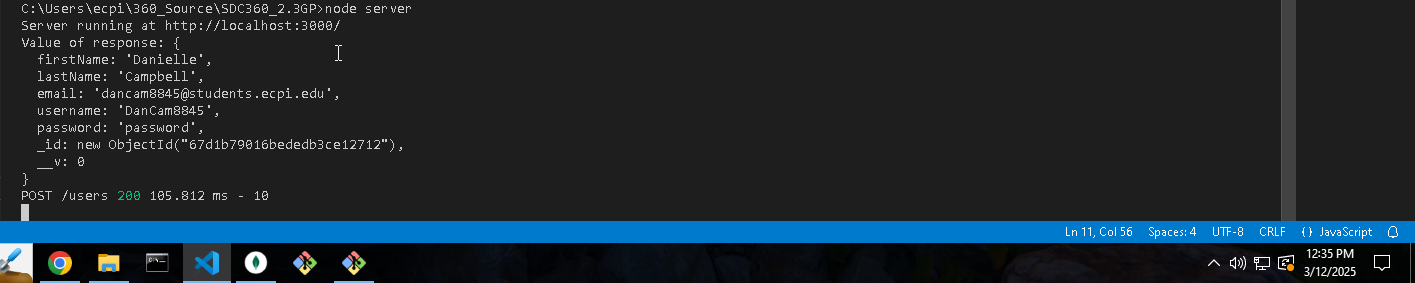 C:\Users\ecpi\360_Source\SDC360_2.3GP>node server
Server running at http://localhost:3000/
Value of response: {
  firstName: 'Danielle',
  lastName: 'Campbell',
  email: 'dancam8845@students.ecpi.edu',
  username: 'DanCam8845',
  password: 'password',
  _id: new ObjectId("67d1b79016bededb3ce12712"),
  __v: 0
}
POST /users 200 105.812 ms - 10
Ln 11, Col 56 Spaces: 4 UTF-8 CRLF {} JavaScript
12:35 PM
3/12/2025